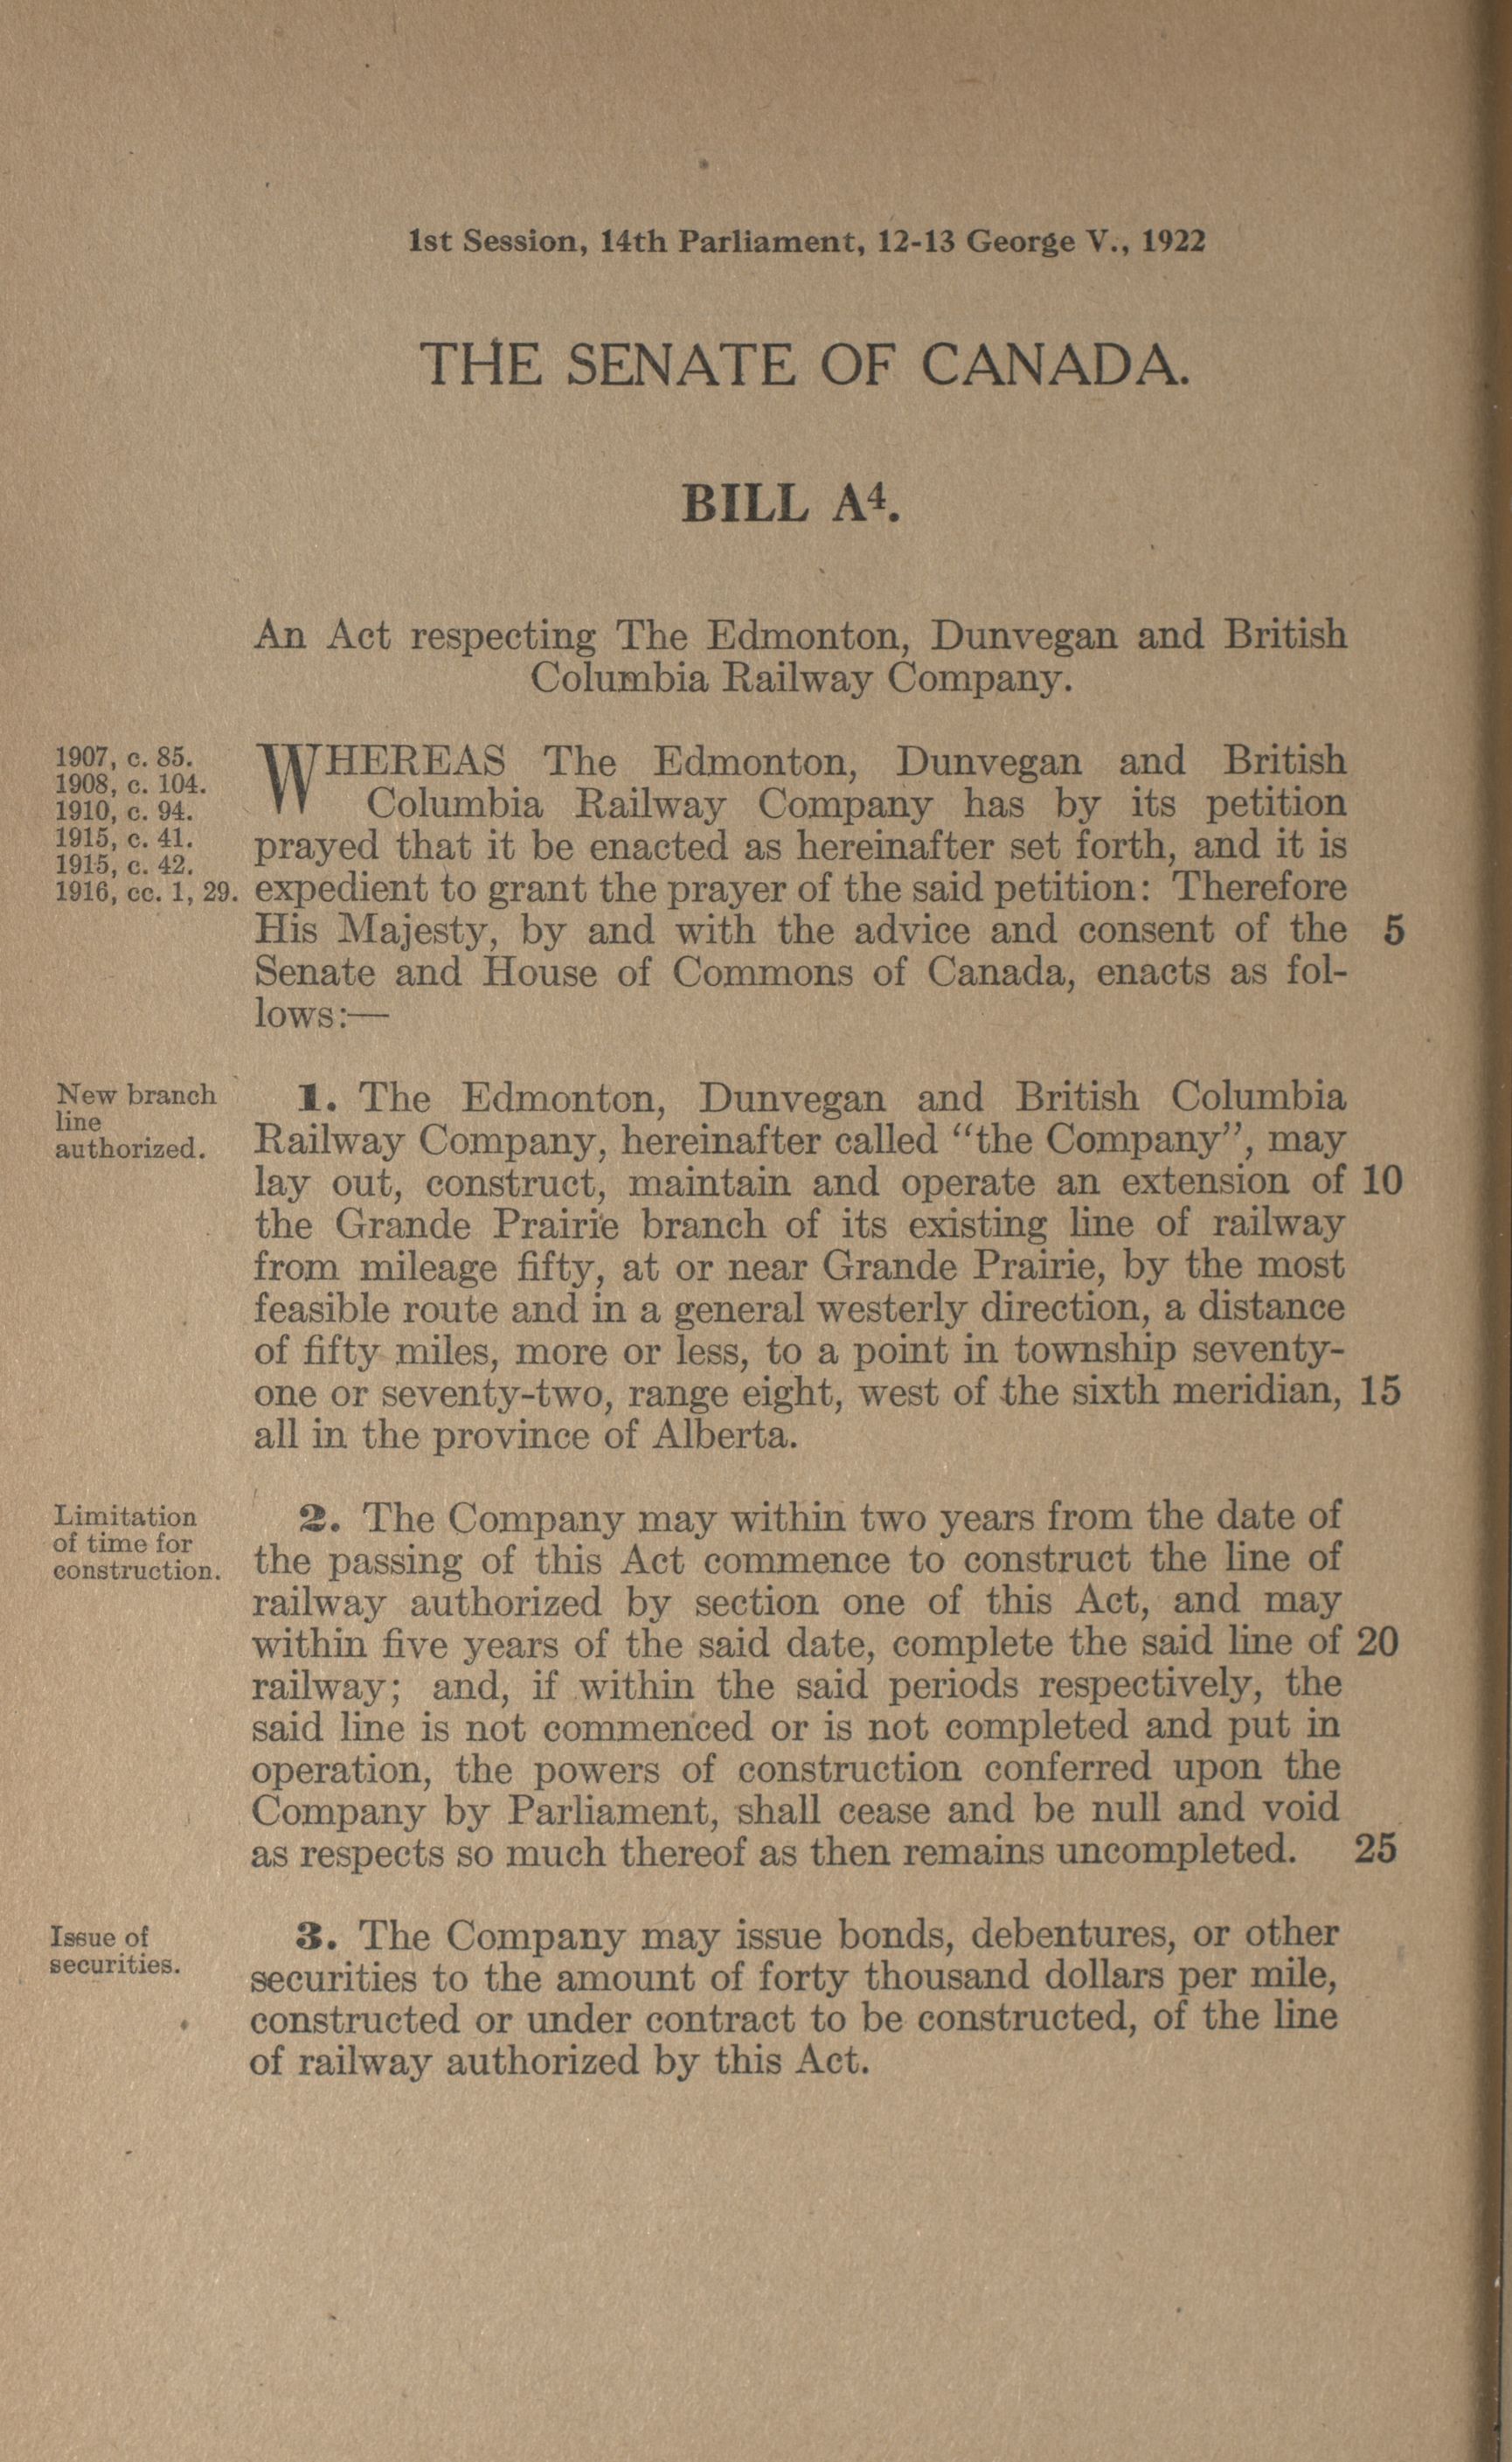 1st Session, 14th Parliament, 12-13 George V., 1922
THE SENATE OF CANADA.
BILL A⁴.
An Act respecting The Edmonton, Dunvegan and British
Columbia Railway Company.
1907, c. 85.
1908, c. 104.
1910, c. 94.
1915, c. 41.
1915, c. 42.
1916, cc. 1, 29.
WHEREAS The Edmonton, Dunvegan and British
Columbia Railway Company has by its petition
prayed that it be enacted as hereinafter set forth, and it is
expedient to grant the prayer of the said petition: Therefore
His Majesty, by and with the advice and consent of the 5
Senate and House of Commons of Canada, enacts as fol-
lows:—
New branch
line
authorized.
1. The Edmonton, Dunvegan and British Columbia
Railway Company, hereinafter called “the Company”, may
lay out, construct, maintain and operate an extension of 10
the Grande Prairie branch of its existing line of railway
from mileage fifty, at or near Grande Prairie, by the most
feasible route and in a general westerly direction, a distance
of fifty miles, more or less, to a point in township seventy-
one or seventy-two, range eight, west of the sixth meridian, 15
all in the province of Alberta.
Limitation
of time for
construction.
2. The Company may within two years from the date of
the passing of this Act commence to construct the line of
railway authorized by section one of this Act, and may
within five years of the said date, complete the said line of 20
railway; and, if within the said periods respectively, the
said line is not commenced or is not completed and put in
operation, the powers of construction conferred upon the
Company by Parliament, shall cease and be null and void
as respects so much thereof as then remains uncompleted. 25
Issue of
securities.
3. The Company may issue bonds, debentures, or other
securities to the amount of forty thousand dollars per mile,
constructed or under contract to be constructed, of the line
of railway authorized by this Act.